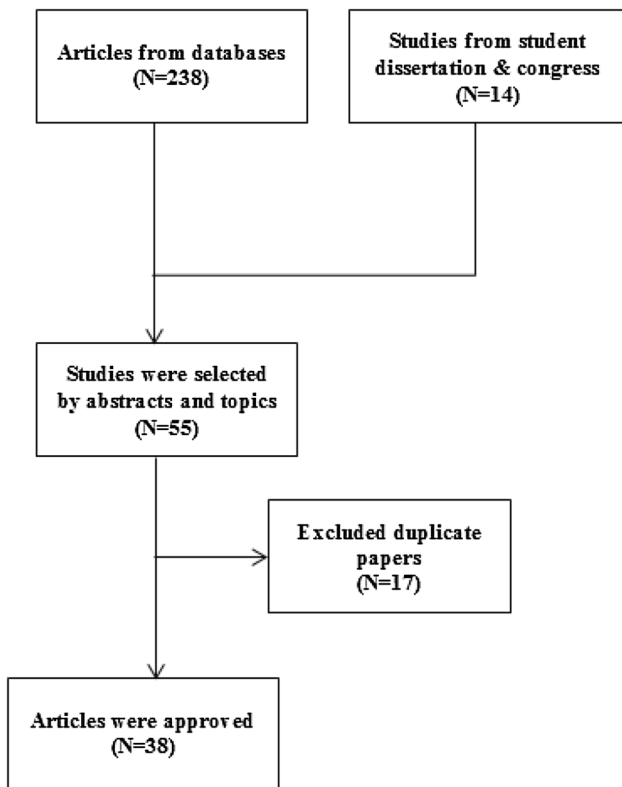 Articles from databases
(N=238)
Studies from student
dissertation & congress
(N=14)
Studies were selected
by abstracts and topics
(N=55)
Excluded duplicate
papers
(N=17)
Articles were approved
(N=38)